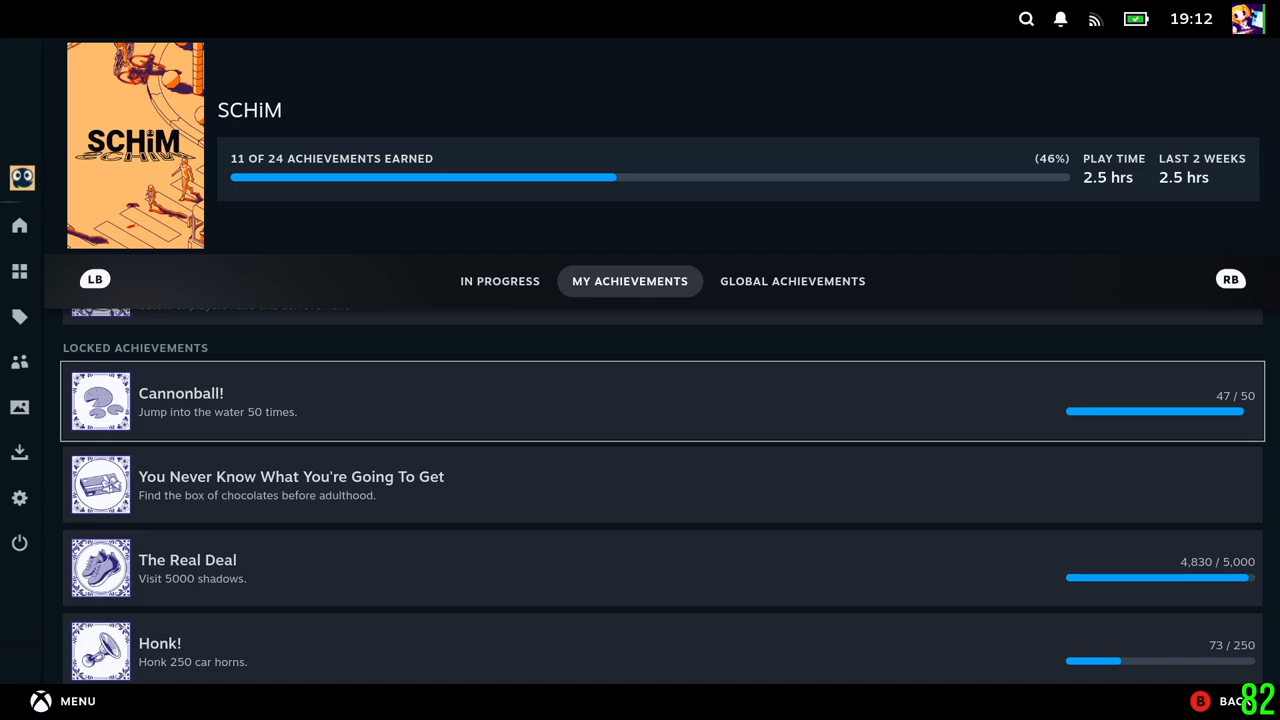 19:12
SCHiM
SCHiM
11 OF 24 ACHIEVEMENTS EARNED
(46%)
PLAY TIME
LAST 2 WEEKS
2.5 hrs
2.5 hrs
LB
IN PROGRESS
MY ACHIEVEMENTS
GLOBAL ACHIEVEMENTS
RB
LOCKED ACHIEVEMENTS
Cannonball!
47 / 50
Jump into the water 50 times.
You Never Know What You're Going To Get
Find the box of chocolates before adulthood.
The Real Deal
4,830 / 5,000
Visit 5000 shadows.
Honk!
73 / 250
Honk 250 car horns.
MENU
B
82